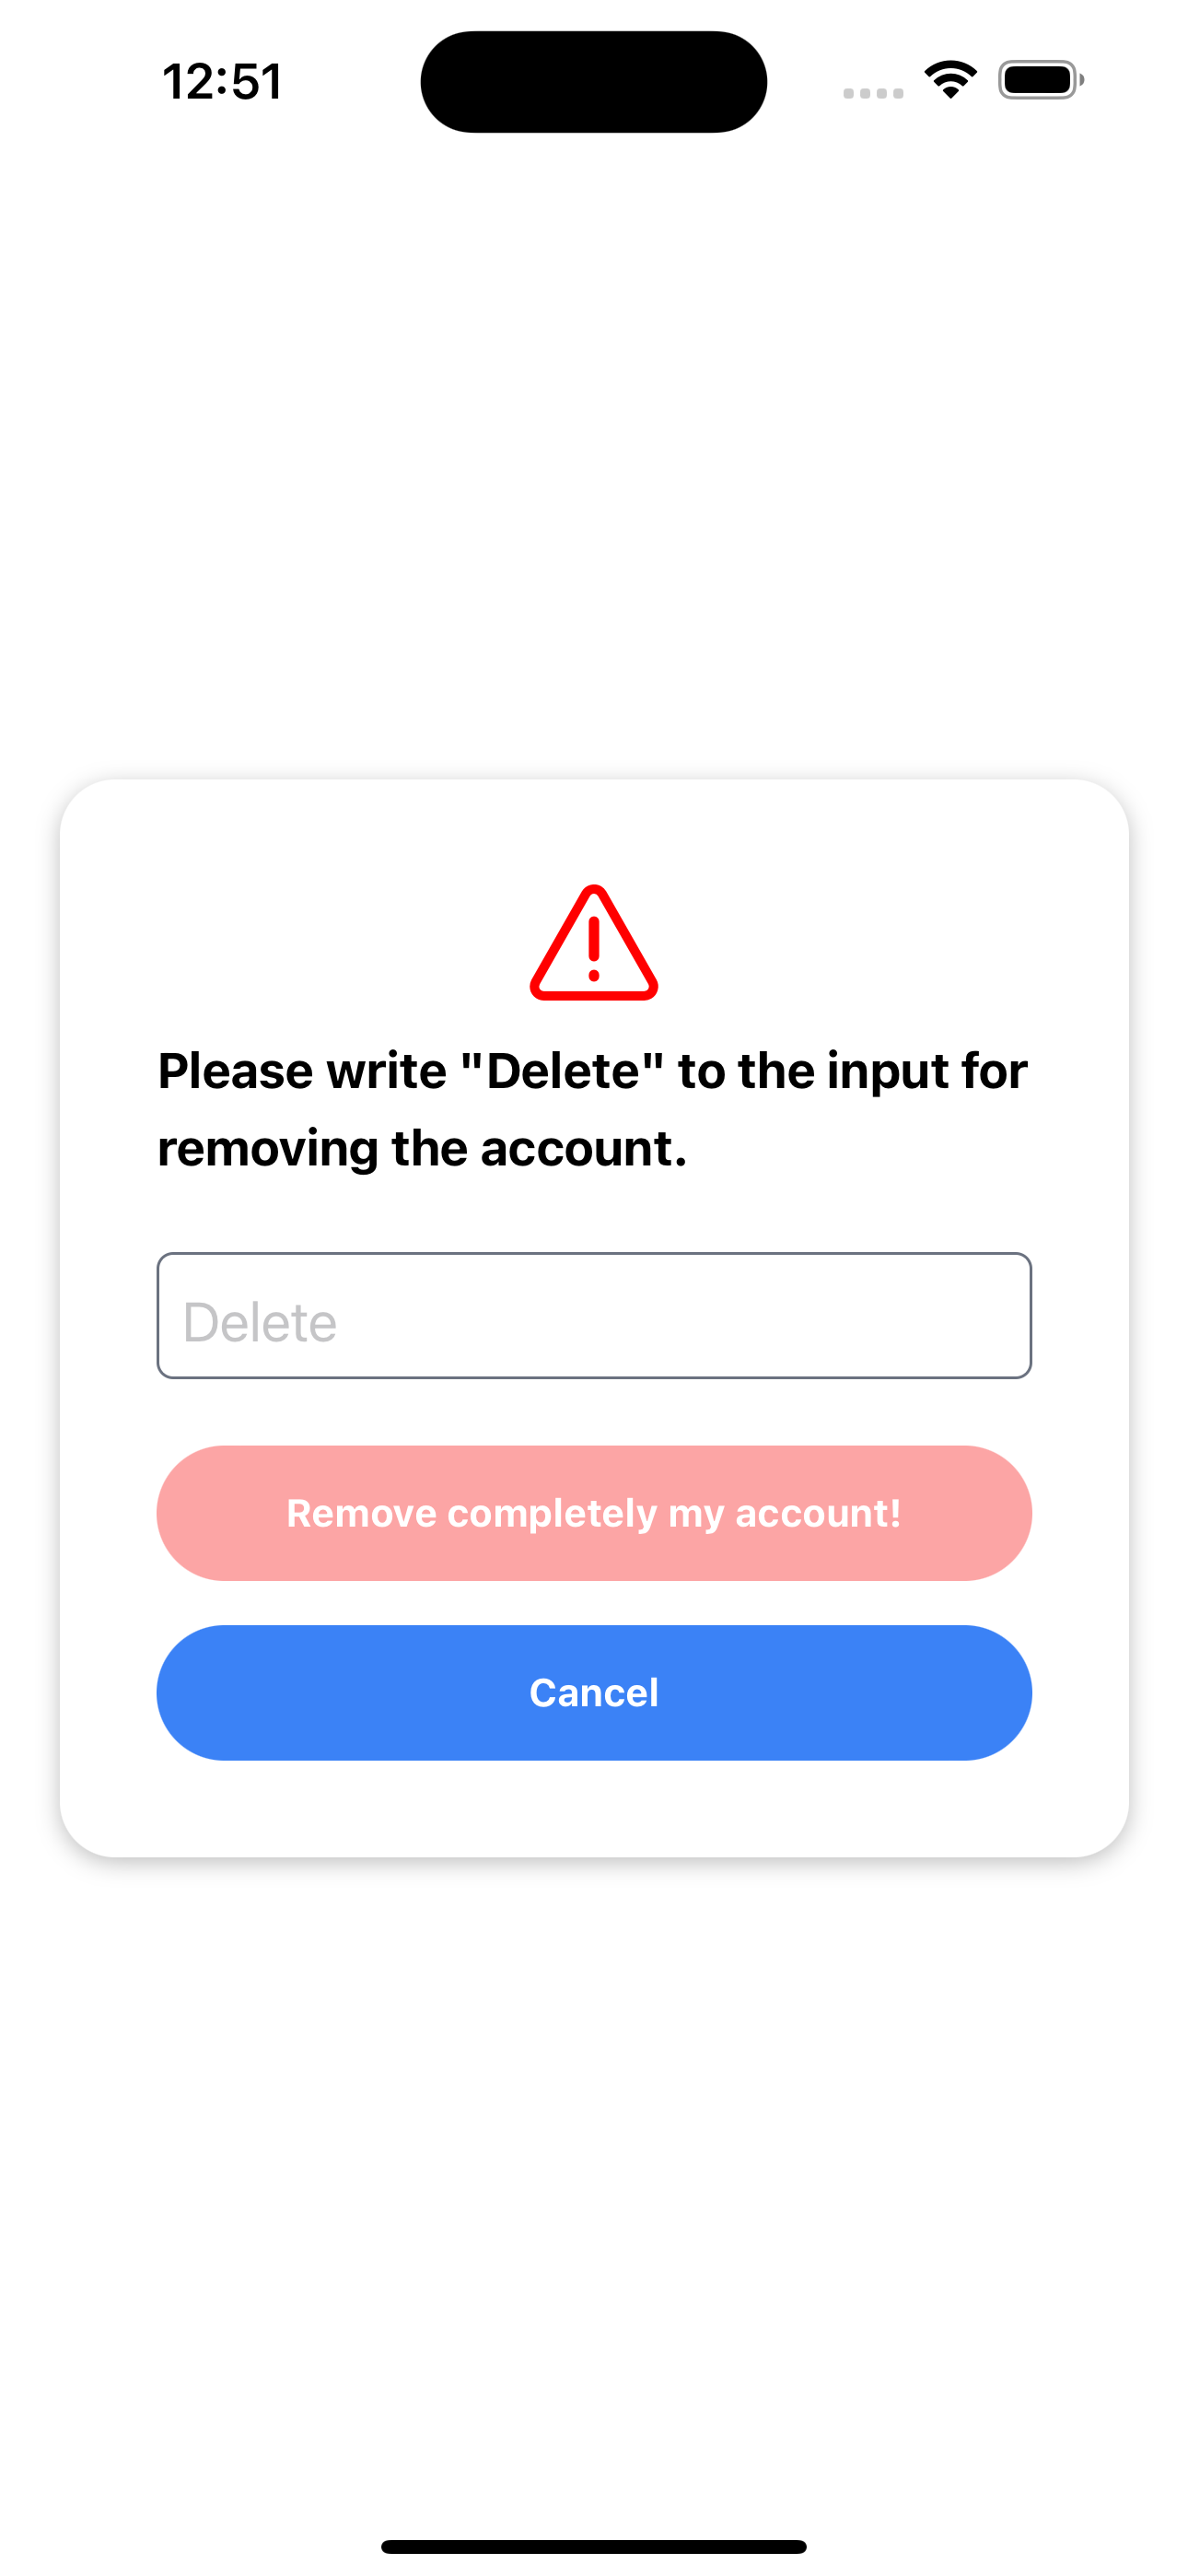 12:51
Please write "Delete" to the input for
removing the account.
Delete
Remove completely my account!
Cancel